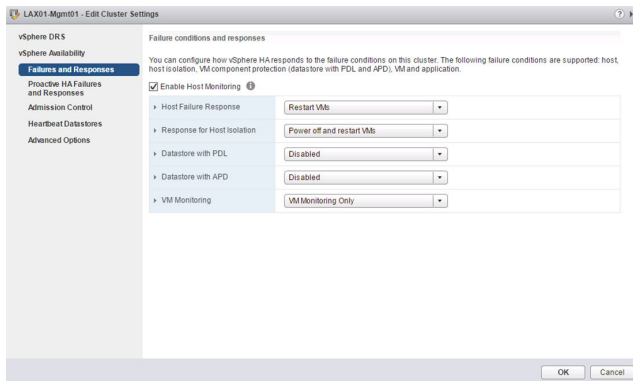 LAX01-Mgmt01 - Edit Cluster Settings
vSphere DRS
vSphere Availability
Failures and Responses
Proactive HA Failures
and Responses
Admission Control
Heartbeat Datastores
Advanced Options
Failure conditions and responses
You can configure how vSphere HA responds to the failure conditions on this cluster. The following failure conditions are supported: host,
host isolation, VM component protection (datastore with PDL and APD), VM and application.
Enable Host Monitoring
Host Failure Response Restart VMs
Response for Host Isolation Power off and restart VMs
Datastore with PDL Disabled
Datastore with APD Disabled
VM Monitoring VM Monitoring Only
OK Cancel